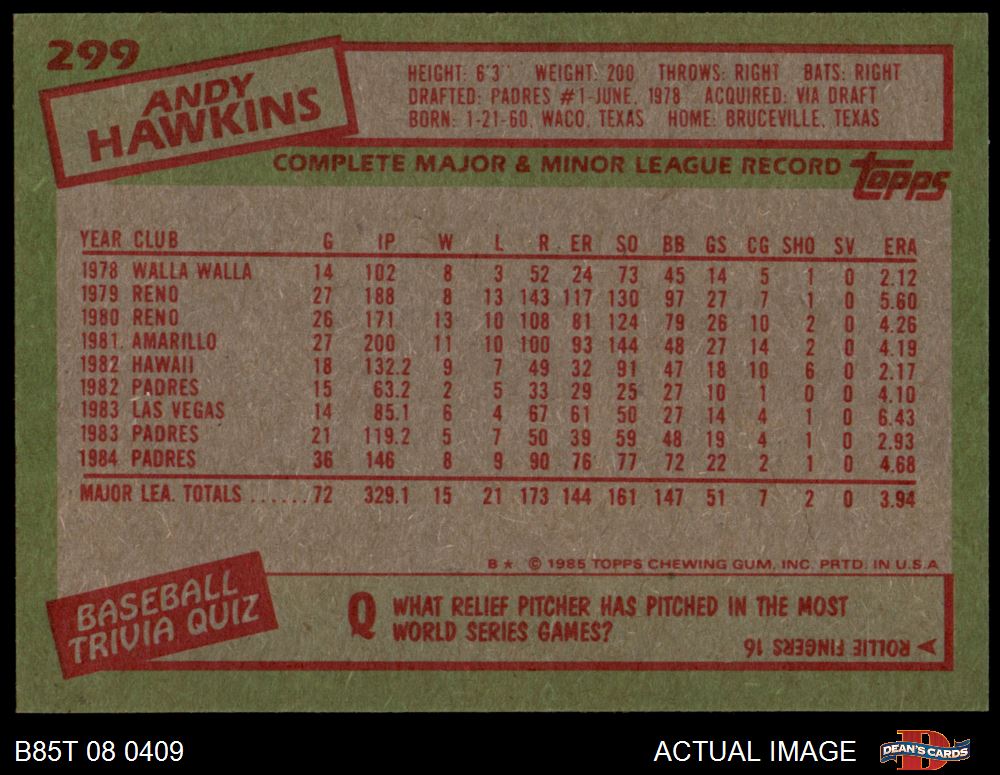 299
ANDY
HAWKINS
HEIGHT: 6'3" WEIGHT: 200 THROWS: RIGHT BATS: RIGHT
DRAFTED: PADRES #1-JUNE, 1978 ACQUIRED: VIA DRAFT
BORN: 1-21-60, WACO, TEXAS HOME: BRUCEVILLE, TEXAS
COMPLETE MAJOR & MINOR LEAGUE RECORD
topps
YEAR CLUB G IP W L R ER SO BB GS CG SHO SV ERA
1978 WALLA WALLA 14 102 8 3 52 24 73 45 14 5 1 0 2.12
1979 RENO 27 188 8 13 143 117 130 97 27 7 1 0 5.60
1980 RENO 26 171 13 10 108 81 124 79 26 10 2 0 4.26
1981 AMARILLO 27 200 11 10 100 93 144 48 27 14 2 0 4.19
1982 HAWAII 18 132.2 9 7 49 32 91 47 18 10 6 0 2.17
1982 PADRES 15 63.2 2 5 33 29 25 27 10 1 0 0 4.10
1983 LAS VEGAS 14 85.1 6 4 67 61 50 27 14 4 1 0 6.43
1983 PADRES 21 119.2 5 7 50 39 59 48 19 4 1 0 2.93
1984 PADRES 36 146 8 9 90 76 77 72 22 2 1 0 4.68
MAJOR LEA. TOTALS ......72 329.1 15 21 173 144 161 147 51 7 2 0 3.94
B* © 1985 TOPPS CHEWING GUM, INC. PRTD. IN U.S.A
BASEBALL
TRIVIA QUIZ
Q WHAT RELIEF PITCHER HAS PITCHED IN THE MOST
WORLD SERIES GAMES?
ROLLIE FINGERS 16
B85T 08 0409
ACTUAL IMAGE
D
DEAN'S CARDS